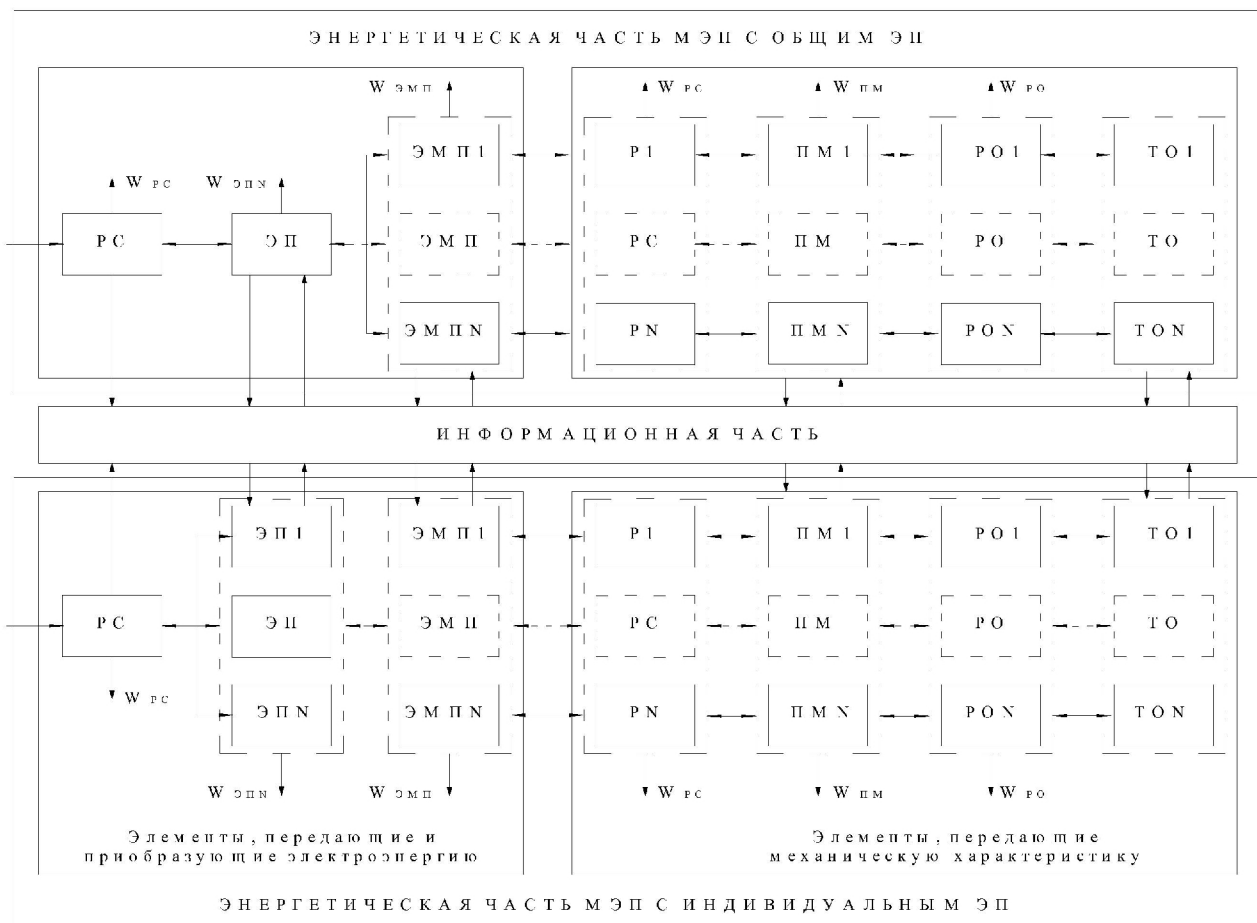 ЭНЕРГЕТИЧЕСКАЯ ЧАСТЬ МЭП С ОБЩИМ ЭП
W ЭМП
W РС
W ПМ
W РО
ЭМП1
Р1
ПМ1
РО1
ТО1
W РС
W ЭПN
РС
ЭП
ЭМП
РС
ПМ
РО
ТО
ЭМПN
РN
ПМN
РОN
ТОN
ИНФОРМАЦИОННАЯ ЧАСТЬ
ЭП1
ЭМП1
Р1
ПМ1
РО1
ТО1
РС
ЭП
ЭМП
РС
ПМ
РО
ТО
W РС
ЭПN
ЭМПN
РN
ПМN
РОN
ТОN
W ЭПN
W ЭМП
W РС
W ПМ
W РО
Элементы, передающие и
приобразующие электроэнергию
Элементы, передающие
механическую характеристику
ЭНЕРГЕТИЧЕСКАЯ ЧАСТЬ МЭП С ИНДИВИДУАЛЬНЫМ ЭП